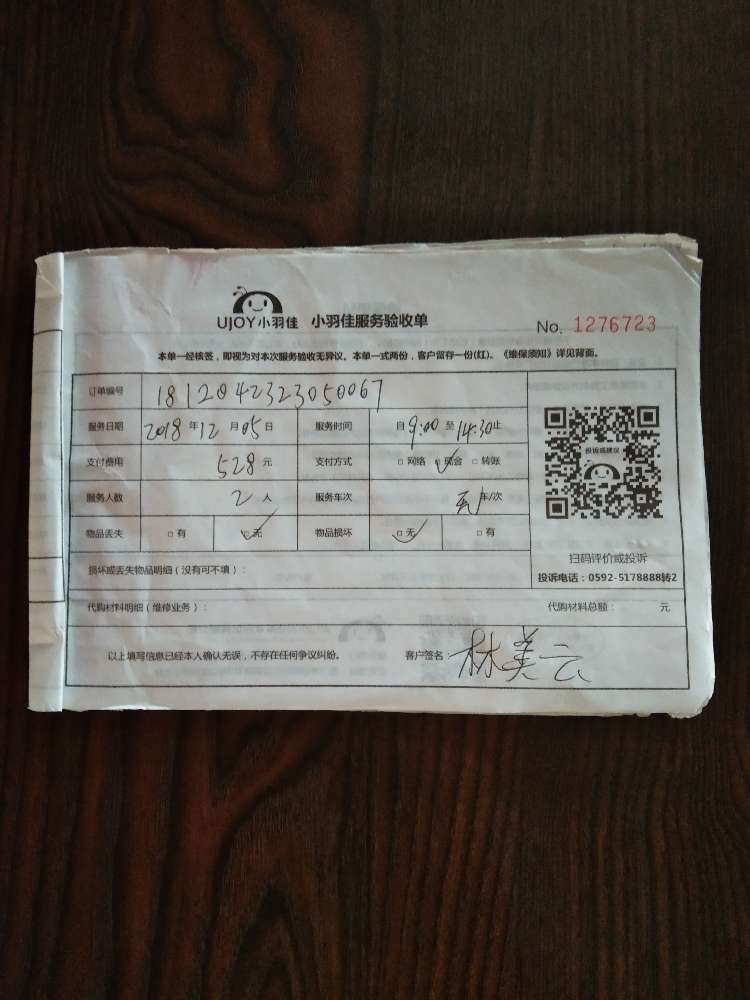 UJOY小羽佳 小羽佳服务验收单 No. 1276723
本单一经核签，即视为对本次服务验收无异议。本单一式两份，客户留存一份(红)。《维保须知》详见背面。
订单编号 1812042323050067
服务日期 2018 年 12 月 05 日 服务时间 自 9:00 至 14:30 止
投诉或建议
支付费用 528 元 支付方式 □ 网络 □ 现金 □ 转账
服务人数 2 人 服务车次 车/次
物品丢失 □ 有 □ 无 物品损坏 □ 无 □ 有
扫码评价或投诉
投诉电话：0592-5178888转2
损坏或丢失物品明细（没有可不填）：
代购材料明细（维修业务）： 代购材料总额： 元
以上填写信息已经本人确认无误，不存在任何争议纠纷。 客户签名： 林美云